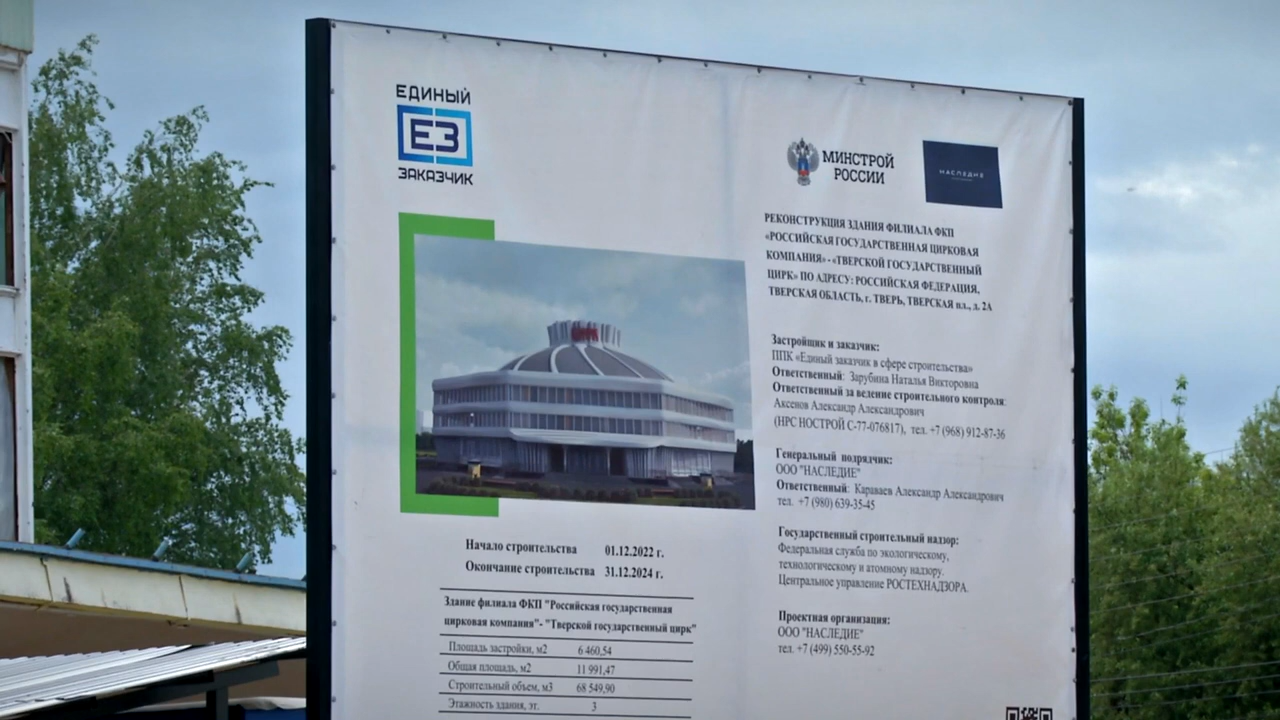 ЕДИНЫЙ
ЕЗ
ЗАКАЗЧИК
МИНСТРОЙ
РОССИИ
НАСЛЕДИЕ
РЕКОНСТРУКЦИЯ ЗДАНИЯ ФИЛИАЛА ФКП
«РОССИЙСКАЯ ГОСУДАРСТВЕННАЯ ЦИРКОВАЯ
КОМПАНИЯ» - «ТВЕРСКОЙ ГОСУДАРСТВЕННЫЙ
ЦИРК» ПО АДРЕСУ: РОССИЙСКАЯ ФЕДЕРАЦИЯ,
ТВЕРСКАЯ ОБЛАСТЬ, г. ТВЕРЬ, ТВЕРСКАЯ пл., д. 2А
Застройщик и заказчик:
ППК «Единый заказчик в сфере строительства»
Ответственный: Зарубина Наталья Викторовна
Ответственный за ведение строительного контроля:
Аксенов Александр Александрович
(НРС НОСТРОЙ С-77-076817), тел. +7 (968) 912-87-36
Генеральный подрядчик:
ООО "НАСЛЕДИЕ"
Ответственный: Караваев Александр Александрович
тел. +7 (980) 639-35-45
Государственный строительный надзор:
Федеральная служба по экологическому,
технологическому и атомному надзору.
Центральное управление РОСТЕХНАДЗОРА.
Проектная организация:
ООО "НАСЛЕДИЕ"
тел. +7 (499) 550-55-92
ЦИРК
Начало строительства 01.12.2022 г.
Окончание строительства 31.12.2024 г.
Здание филиала ФКП "Российская государственная
цирковая компания"- "Тверской государственный цирк"
Площадь застройки, м2 6 460,54
Общая площадь, м2 11 991,47
Строительный объем, м3 68 549,90
Этажность здания, эт. 3